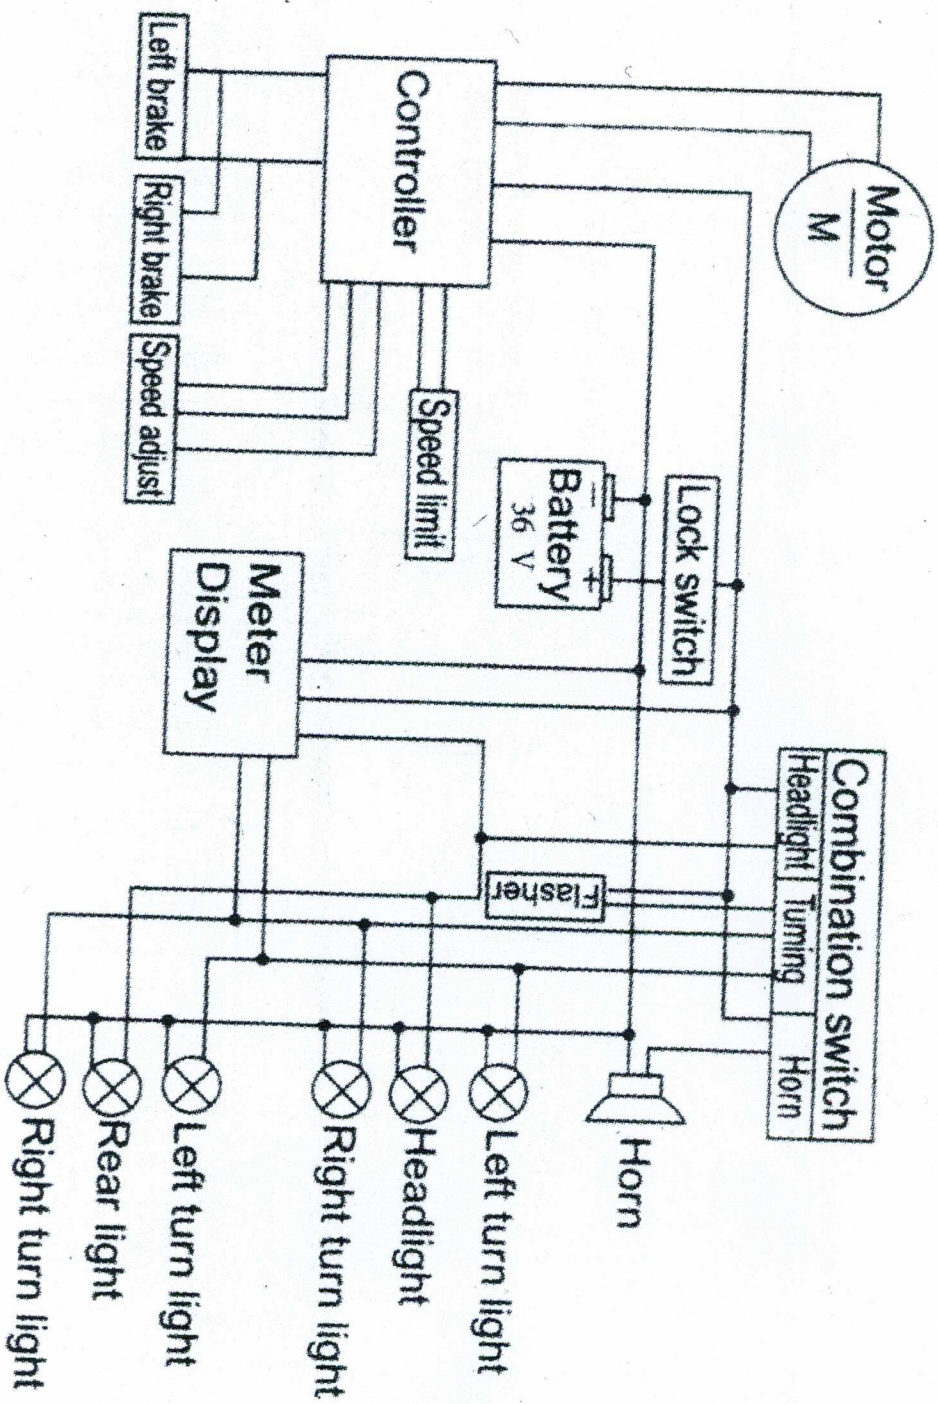 Motor
M
Controller
Left brake
Right brake
Speed adjust
Speed limit
Battery
36 V
−
+
Lock switch
Meter
Display
Combination switch
Headlight
Tuming
Horn
Flasher
Horn
Left turn light
Headlight
Right turn light
Left turn light
Rear light
Right turn light